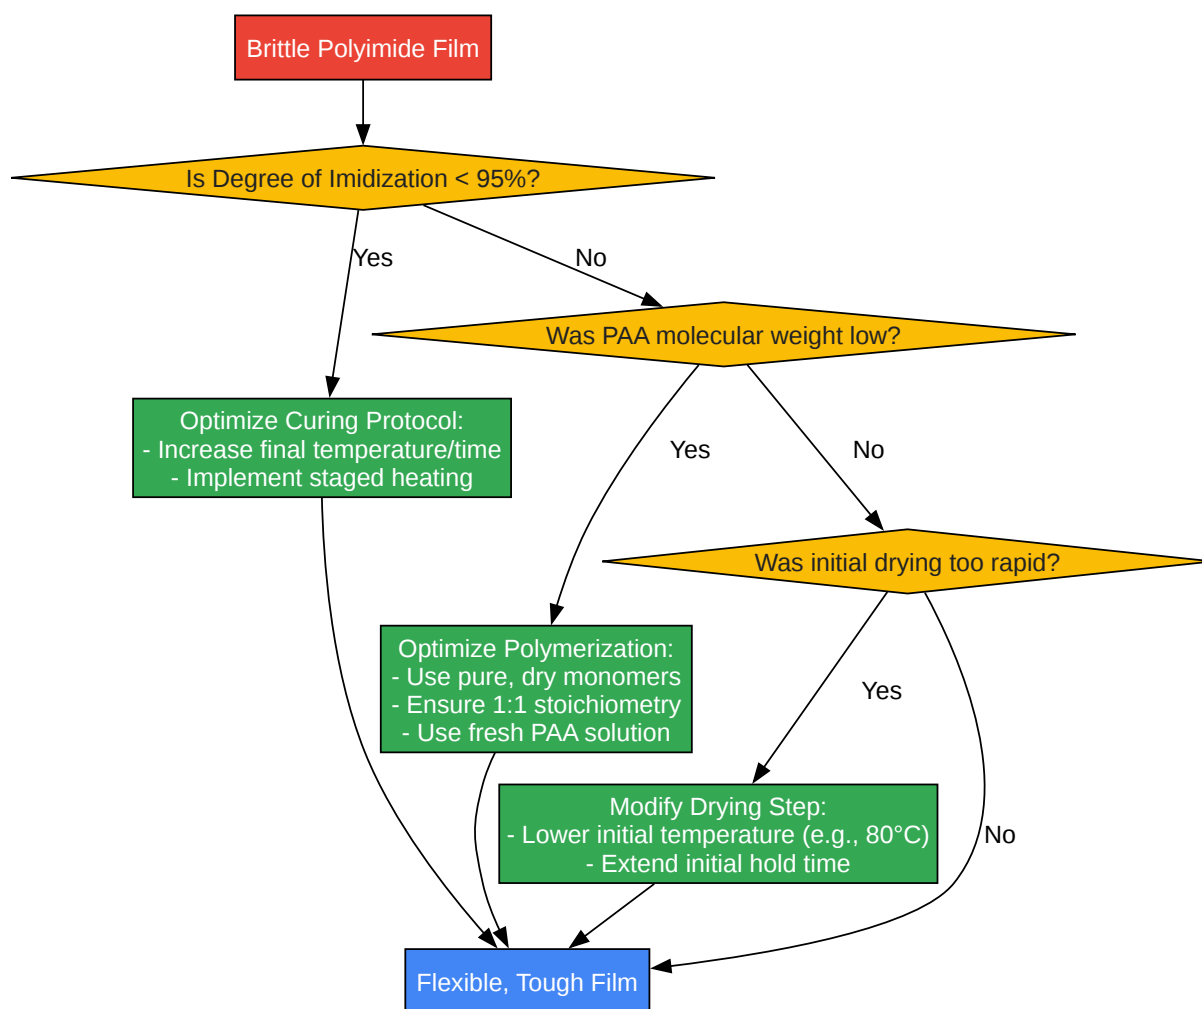 Brittle Polyimide Film
Is Degree of Imidization < 95%?
Yes
No
Was PAA molecular weight low?
Optimize Curing Protocol:
- Increase final temperature/time
- Implement staged heating
Yes
No
Was initial drying too rapid?
Optimize Polymerization:
- Use pure, dry monomers
- Ensure 1:1 stoichiometry
- Use fresh PAA solution
Yes
Modify Drying Step:
- Lower initial temperature (e.g., 80°C)
- Extend initial hold time
No
Flexible, Tough Film